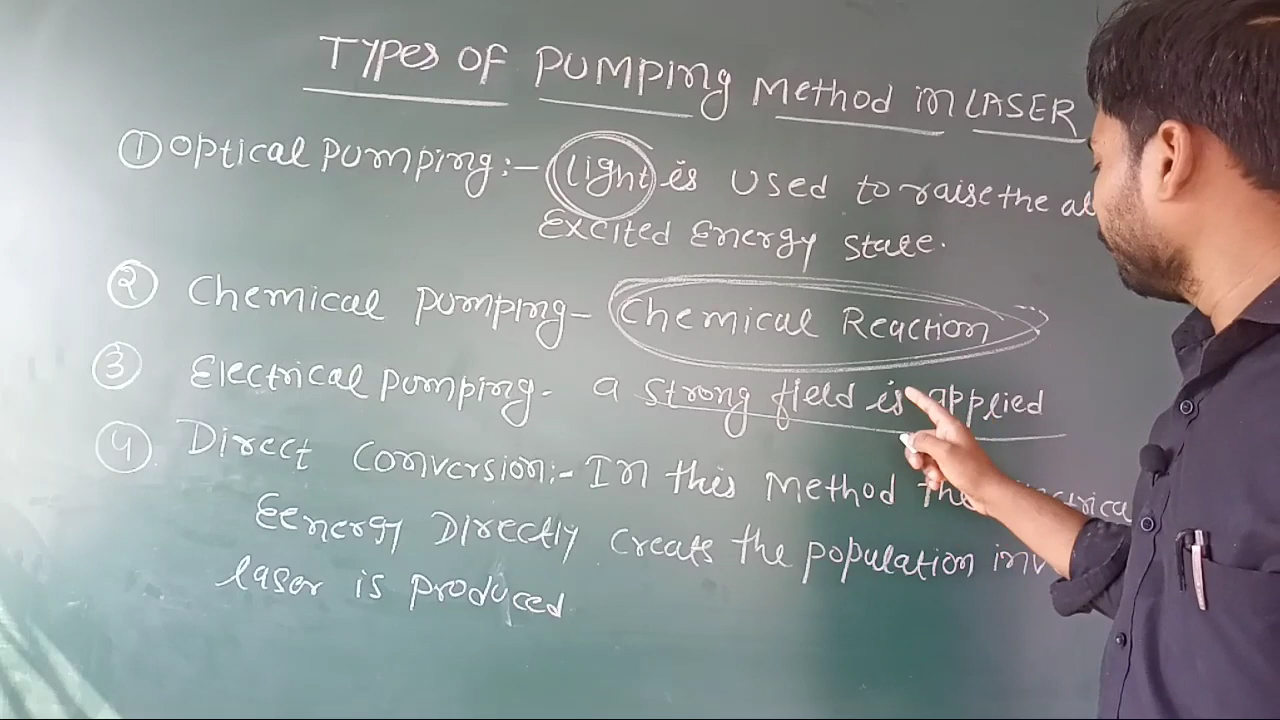 Types of Pumping Method in LASER
① Optical Pumping:- Light is used to raise the
Excited Energy State.
② Chemical Pumping- Chemical Reaction
③ Electrical Pumping- a strong field is applied
④ Direct Conversion:- In this Method the
Eenergy Directly Creats the population
laser is produced